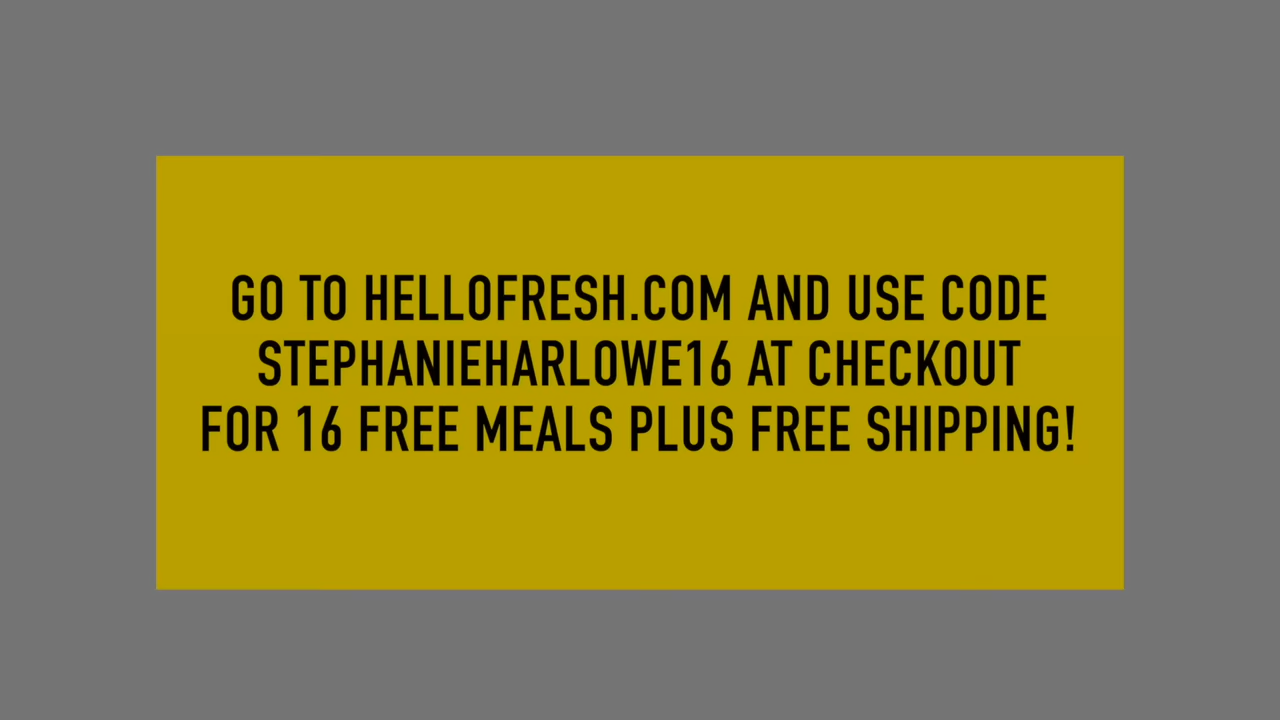 GO TO HELLOFRESH.COM AND USE CODE
STEPHANIEHARLOWE16 AT CHECKOUT
FOR 16 FREE MEALS PLUS FREE SHIPPING!